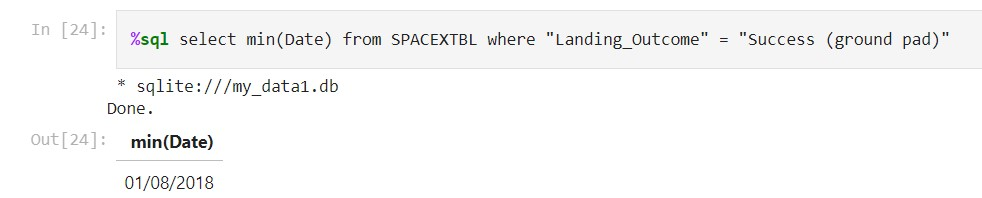 In [24]: %sql select min(Date) from SPACEXTBL where "Landing_Outcome" = "Success (ground pad)"
* sqlite:///my_data1.db
Done.
Out[24]: min(Date)
01/08/2018